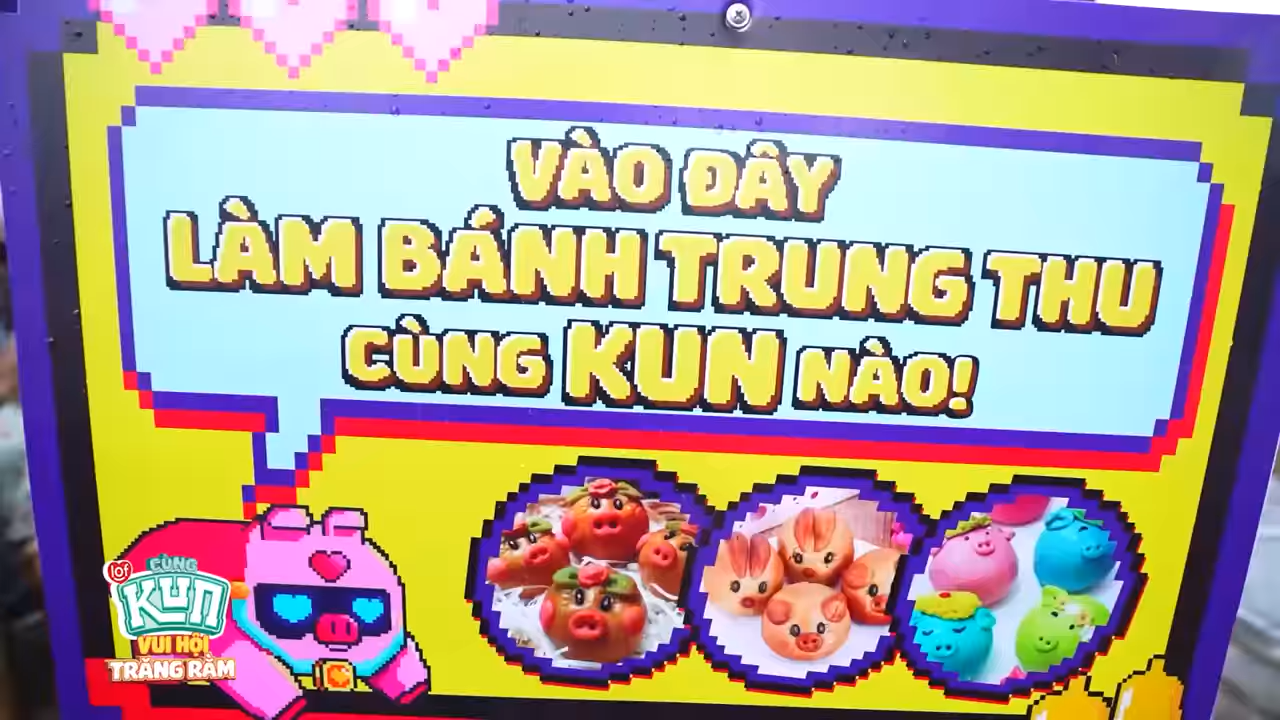 VÀO ĐÂY
LÀM BÁNH TRUNG THU
CÙNG KUN NÀO!
lof
CÙNG
Kun
VUI HỘI
TRĂNG RẰM